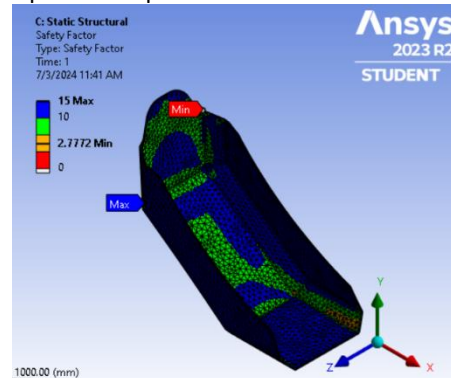 C: Static Structural
Safety Factor
Type: Safety Factor
Time: 1
7/3/2024 11:41 AM
15 Max
10
2.7772 Min
0
Ansys
2023 R2
STUDENT
Min
Max
Y
Z
X
1000.00 (mm)